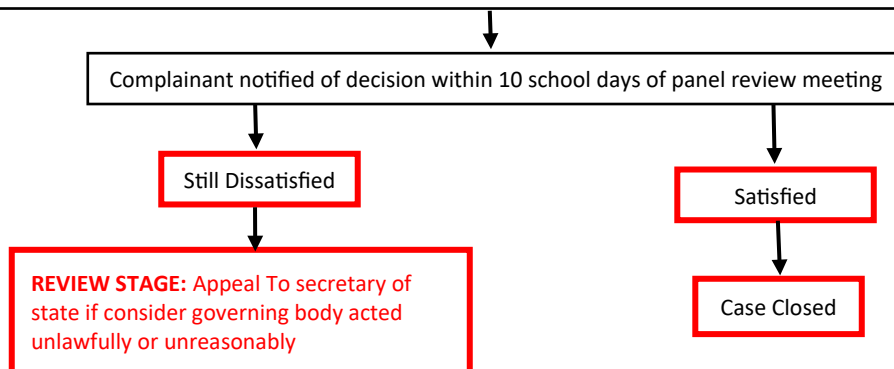 Complainant notified of decision within 10 school days of panel review meeting
Still Dissatisfied
Satisfied
REVIEW STAGE: Appeal To secretary of
state if consider governing body acted
unlawfully or unreasonably
Case Closed